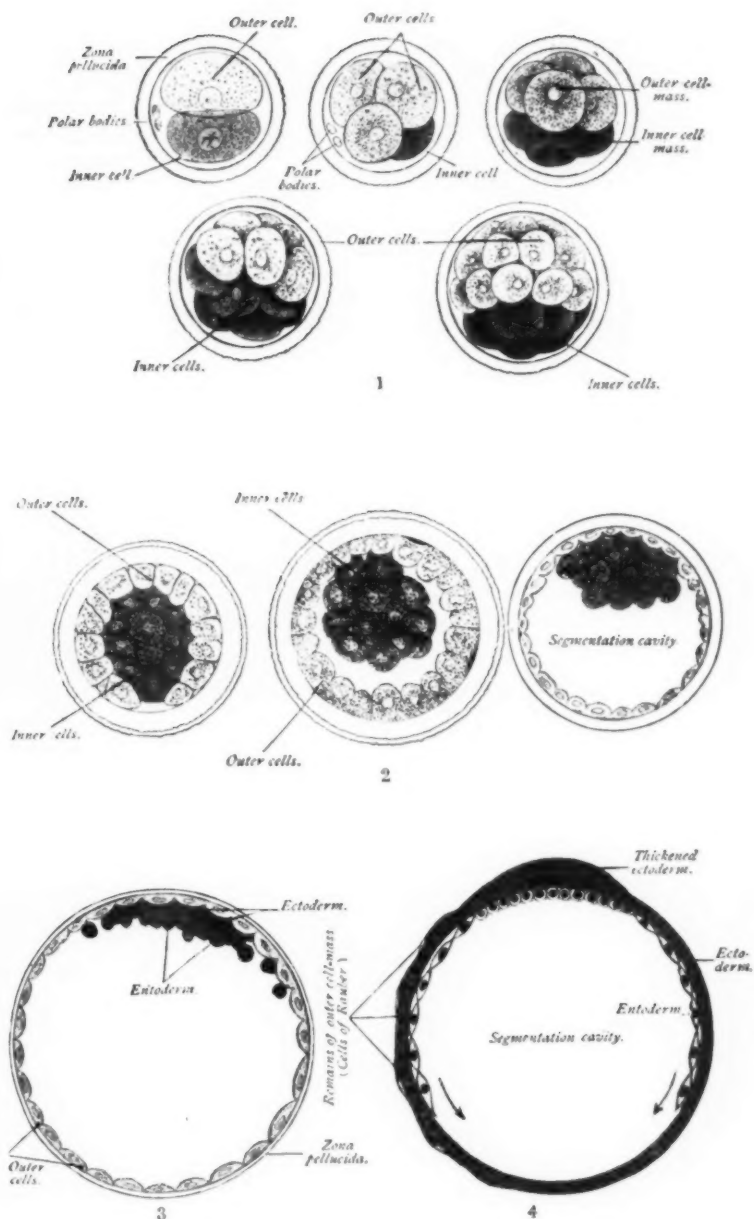 Outer cell.
Zona
pellucida
Polar bodies
Inner cell
Outer cells
Polar
bodies.
Inner cell
Outer cell-
mass.
Inner cell
mass.
Outer cells.
Inner cells.
Inner cells.
1
Outer cells.
Inner cells.
Inner cells
Outer cells.
Segmentation cavity
2
Ectoderm.
Entoderm.
Outer
cells.
Zona
pellucida.
3
Remains of outer cell-mass
(Cells of Rauber)
Thickened
ectoderm.
Ecto-
derm.
Entoderm.
Segmentation cavity.
4